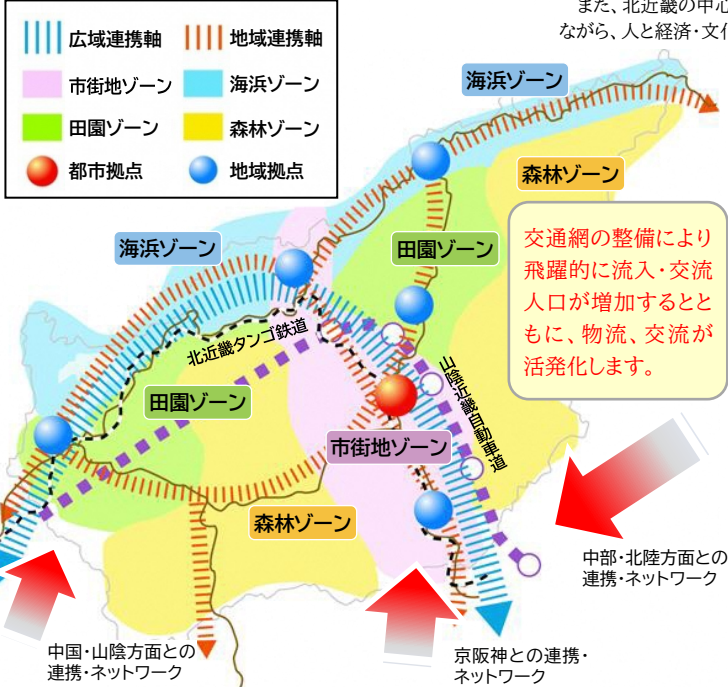 また、北近畿の中心
ながら、人と経済・文化
広域連携軸
地域連携軸
市街地ゾーン
海浜ゾーン
田園ゾーン
森林ゾーン
都市拠点
地域拠点
海浜ゾーン
森林ゾーン
海浜ゾーン
田園ゾーン
交通網の整備により
飛躍的に流入・交流
人口が増加するとと
もに、物流、交流が
活発化します。
北近畿タンゴ鉄道
山陰近畿自動車道
田園ゾーン
市街地ゾーン
森林ゾーン
中部・北陸方面との
連携・ネットワーク
中国・山陰方面との
連携・ネットワーク
京阪神との連携・
ネットワーク